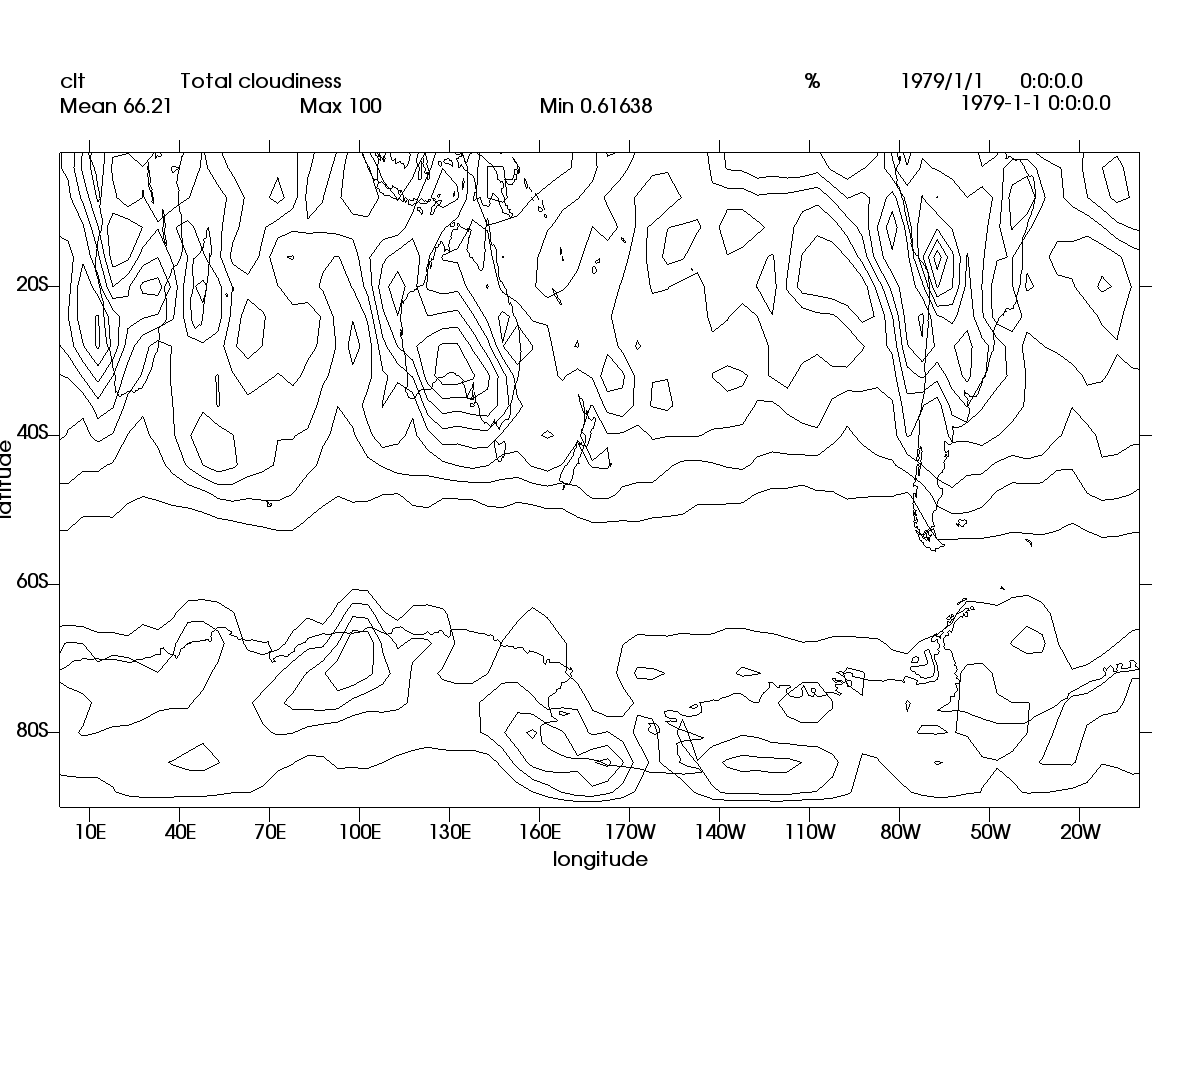 clt Total cloudiness % 1979/1/1 0:0:0.0
Mean 66.21 Max 100 Min 0.61638 1979-1-1 0:0:0.0
20S
40S
latitude
60S
80S
10E 40E 70E 100E 130E 160E 170W 140W 110W 80W 50W 20W
longitude